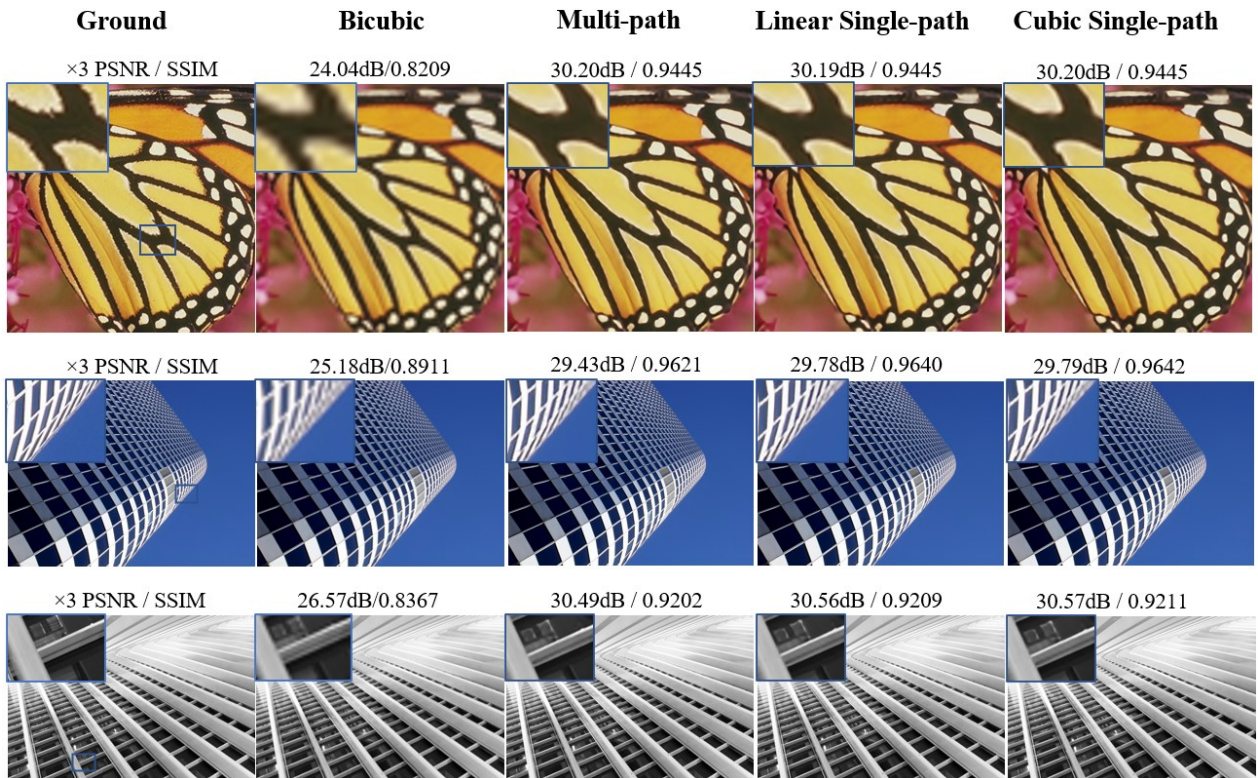 Ground Bicubic Multi-path Linear Single-path Cubic Single-path
×3 PSNR / SSIM 24.04dB/0.8209 30.20dB / 0.9445 30.19dB / 0.9445 30.20dB / 0.9445
×3 PSNR / SSIM 25.18dB/0.8911 29.43dB / 0.9621 29.78dB / 0.9640 29.79dB / 0.9642
×3 PSNR / SSIM 26.57dB/0.8367 30.49dB / 0.9202 30.56dB / 0.9209 30.57dB / 0.9211